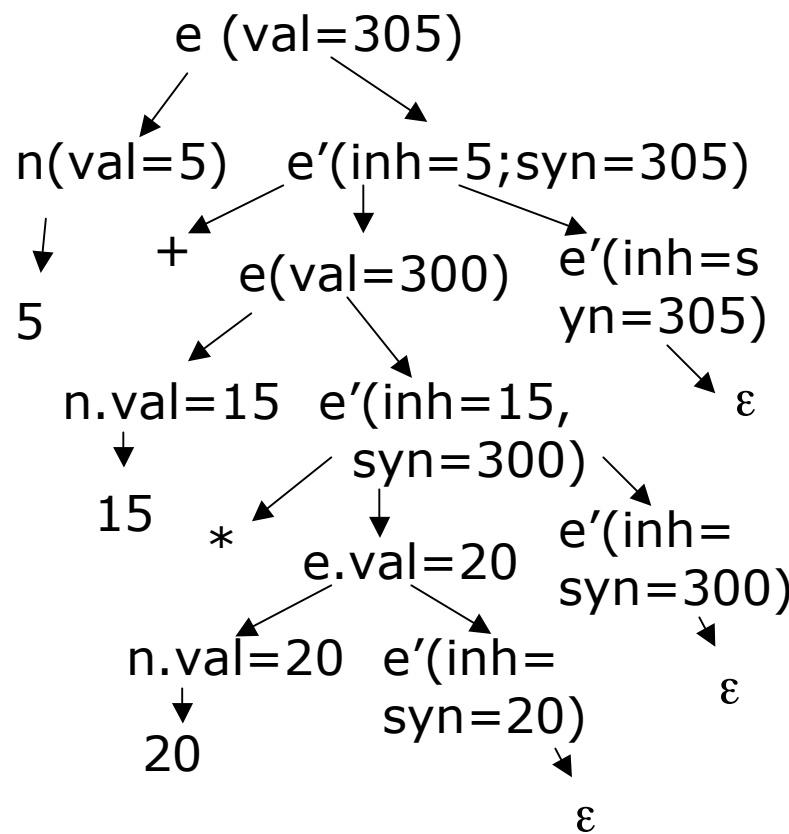 e (val=305)
n(val=5) e’(inh=5;syn=305)
+
e(val=300)
e’(inh=s
yn=305)
5
n.val=15
e’(inh=15,
syn=300)
ε
15
*
e’(inh=
syn=300)
e.val=20
n.val=20
e’(inh=
syn=20)
ε
20
ε